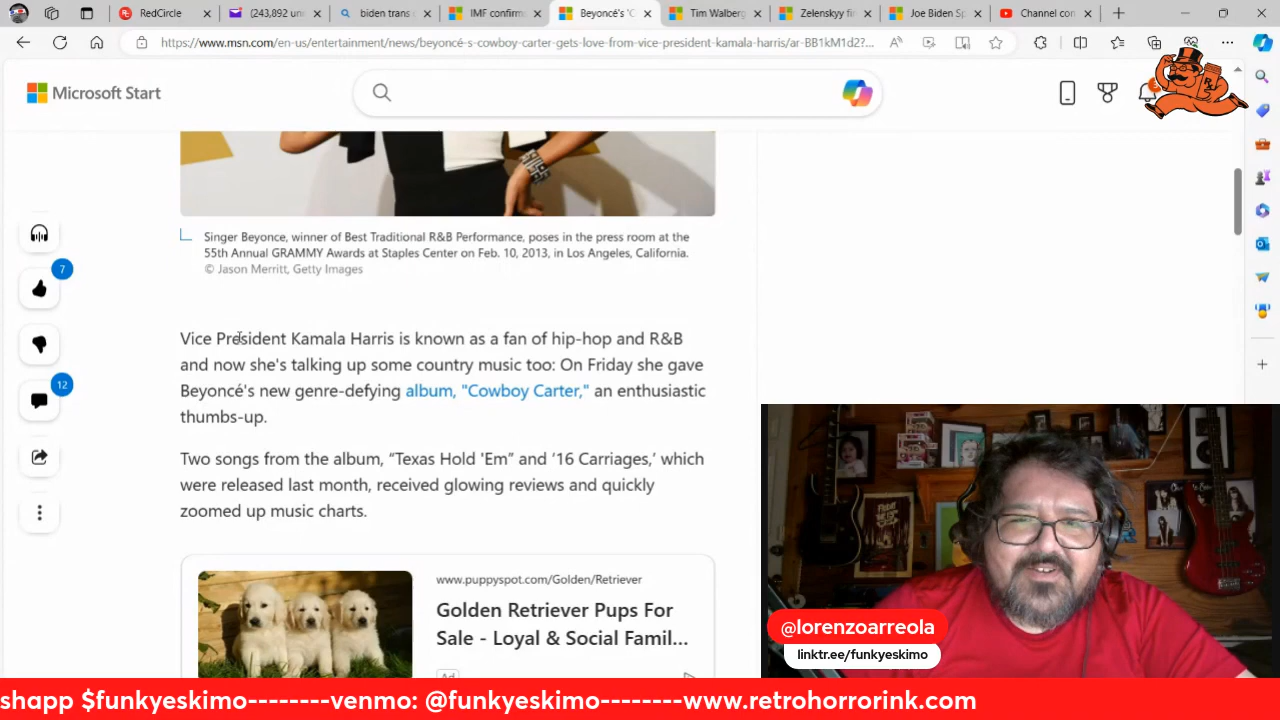 RedCircle
(243,892 un
biden trans
IMF confirm
Beyoncé's 'C
Tim Walberg
Zelenskyy fi
Joe Biden Sp
Channel con
https://www.msn.com/en-us/entertainment/news/beyoncé-s-cowboy-carter-gets-love-from-vice-president-kamala-harris/ar-BB1kM1d2?...
Microsoft Start
Singer Beyonce, winner of Best Traditional R&B Performance, poses in the press room at the
55th Annual GRAMMY Awards at Staples Center on Feb. 10, 2013, in Los Angeles, California.
© Jason Merritt, Getty Images
7
12
Vice President Kamala Harris is known as a fan of hip-hop and R&B
and now she's talking up some country music too: On Friday she gave
Beyoncé's new genre-defying album, "Cowboy Carter," an enthusiastic
thumbs-up.
Two songs from the album, “Texas Hold 'Em” and ‘16 Carriages,’ which
were released last month, received glowing reviews and quickly
zoomed up music charts.
www.puppyspot.com/Golden/Retriever
Golden Retriever Pups For
Sale - Loyal & Social Famil...
Ad
@lorenzoarreola
linktr.ee/funkyeskimo
shapp $funkyeskimo--------venmo: @funkyeskimo--------www.retrohorrorink.com